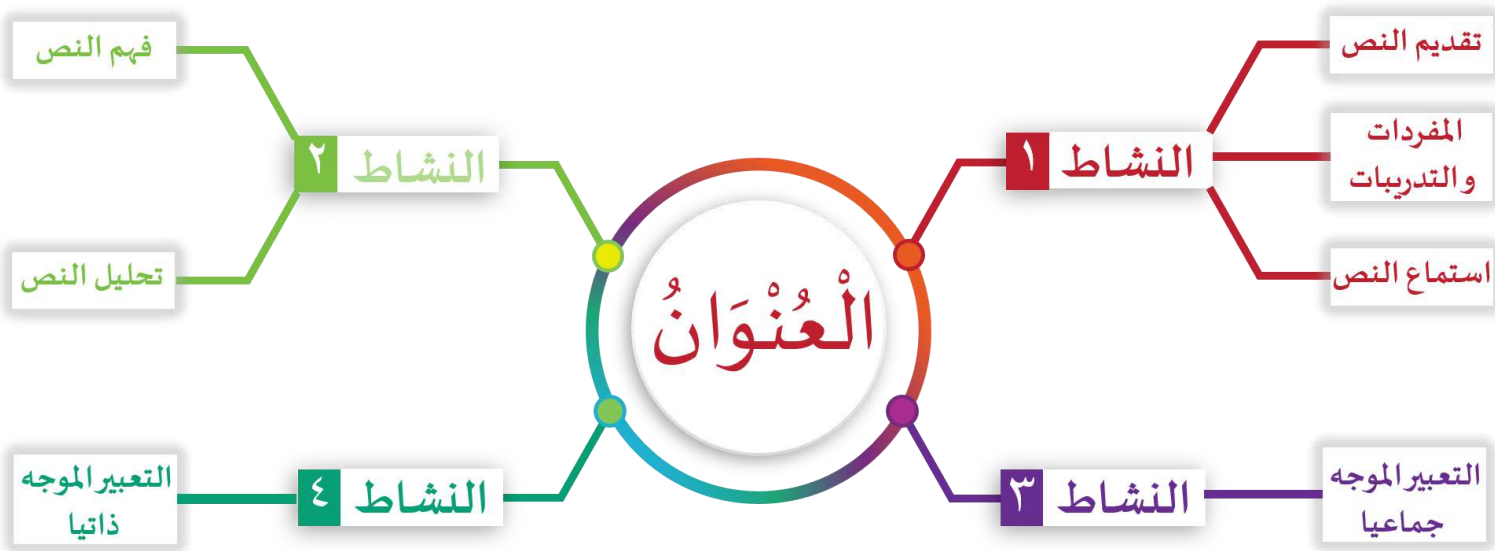 الْعُنْوَانُ
النشاط ١
تقديم النص
المفردات
والتدريبات
استماع النص
النشاط ٢
فهم النص
تحليل النص
النشاط ٣
التعبير الموجه
جماعيا
النشاط ٤
التعبير الموجه
ذاتيا